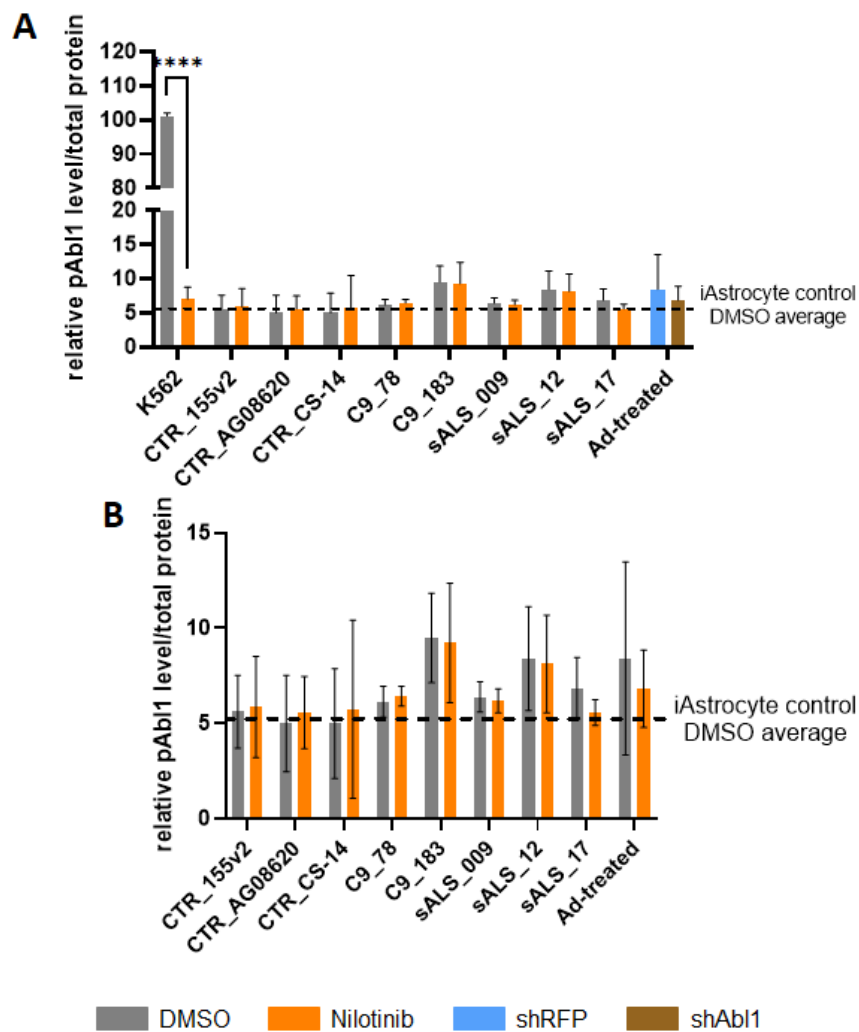 A
relative pAbl1 level/total protein
120
110
100
90
80
20
15
10
5
0
****
iAstrocyte control
DMSO average
K562
CTR_155v2
CTR_AG08620
CTR_CS-14
C9_78
C9_183
sALS_009
sALS_12
sALS_17
Ad-treated
B
relative pAbl1 level/total protein
15
10
5
0
iAstrocyte control
DMSO average
CTR_155v2
CTR_AG08620
CTR_CS-14
C9_78
C9_183
sALS_009
sALS_12
sALS_17
Ad-treated
DMSO Nilotinib shRFP shAbl1